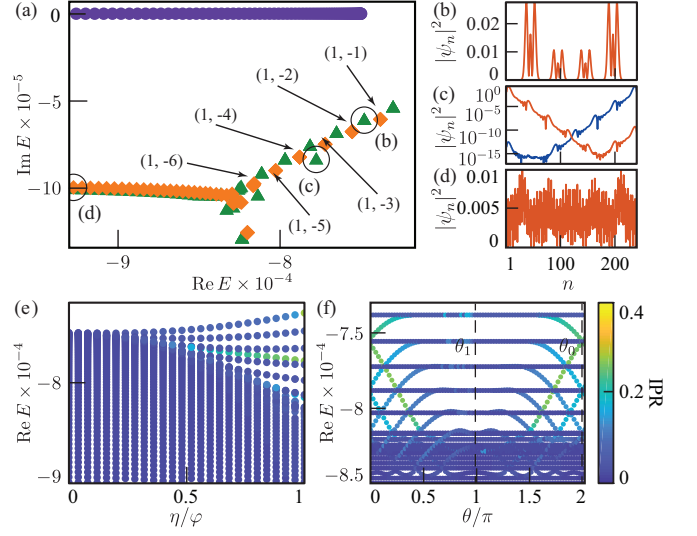 (a)
0
−5
−10
Im E × 10⁻⁵
(1, -1)
(1, -2)
(1, -4)
(1, -6)
(b)
(c)
(1, -3)
(1, -5)
(d)
−9
−8
Re E × 10⁻⁴
(b)
|ψₙ|²
0.02
0.01
0
(c)
|ψₙ|²
10⁰
10⁻⁵
10⁻¹⁰
10⁻¹⁵
(d)
|ψₙ|²
0.01
0.005
0
1
100
200
n
(e)
Re E × 10⁻⁴
−8
−9
0
0.5
1
η/φ
(f)
Re E × 10⁻⁴
−7.5
−8
−8.5
θ₁
θ₀
0
0.5
1
1.5
2
θ/π
0.4
0.2
0
IPR